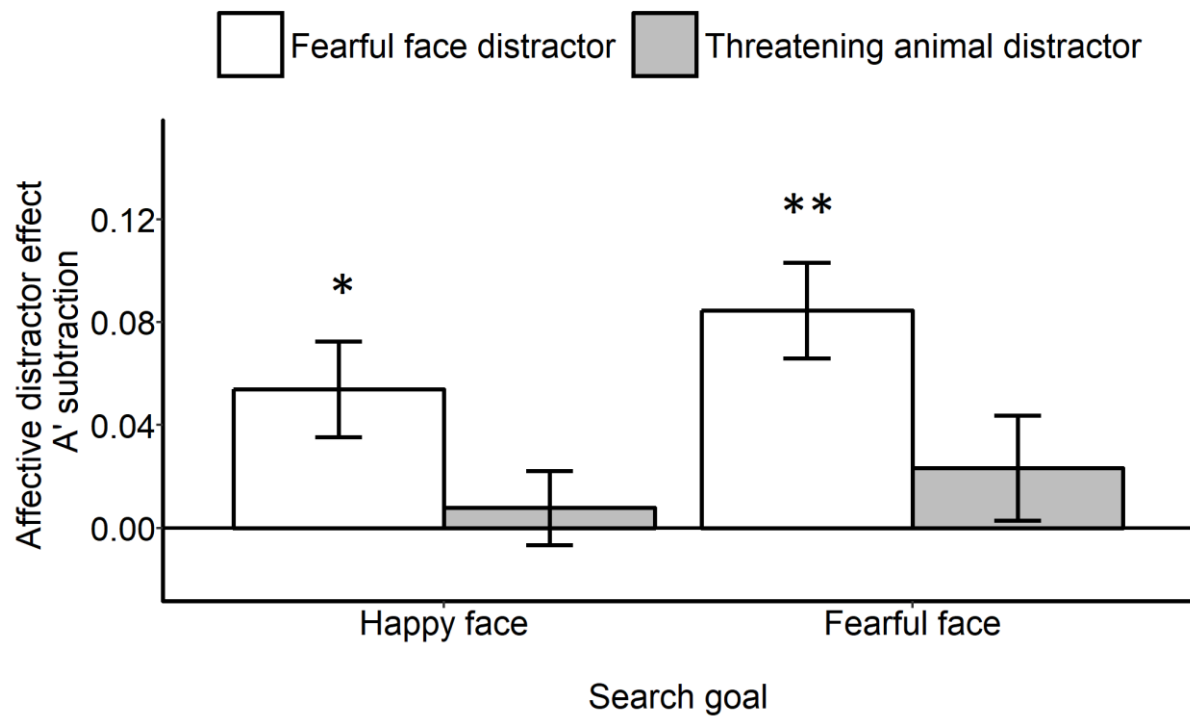 Fearful face distractor Threatening animal distractor
Affective distractor effect
A' subtraction
0.12
0.08
0.04
0.00
*
**
Happy face Fearful face
Search goal